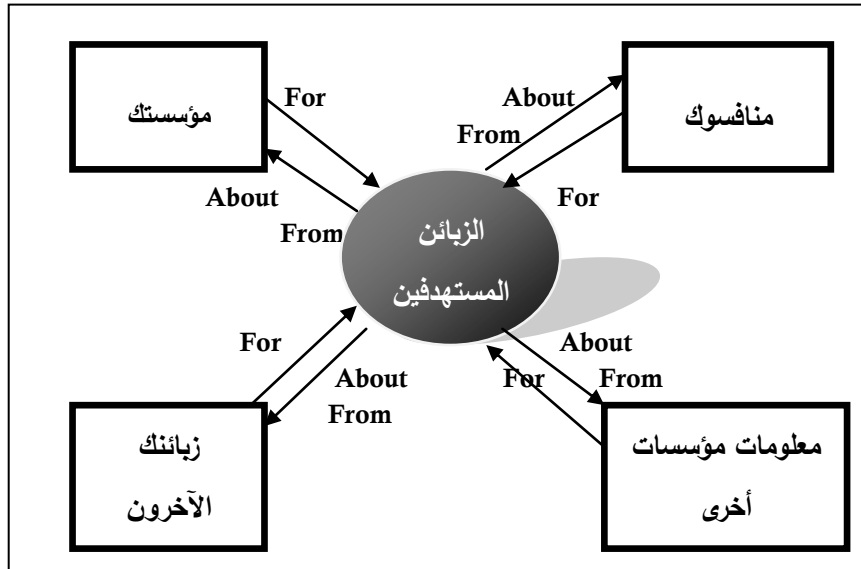 مؤسستك
For
About
From
منافسوك
About
From
For
الزبائن
المستهدفين
For
About
From
زبائنك
الآخرون
About
For
From
معلومات مؤسسات
أخرى